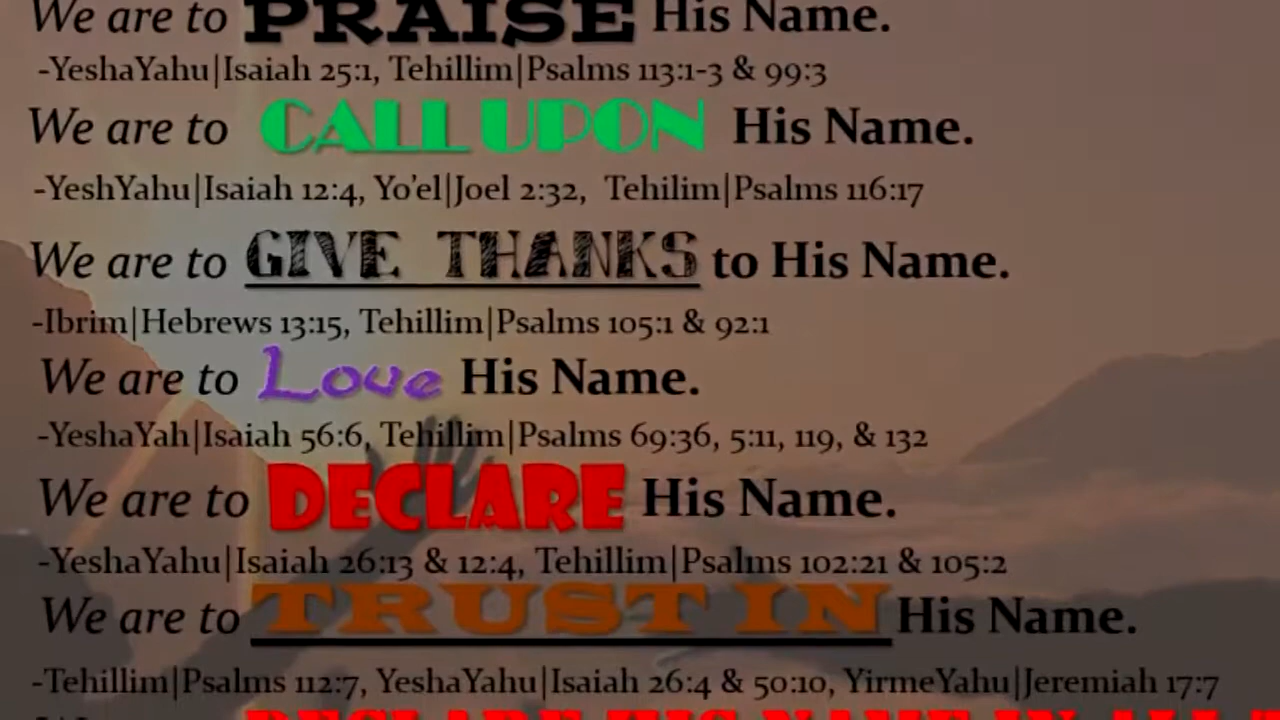 We are to PRAISE His Name.
-YeshaYahu|Isaiah 25:1, Tehillim|Psalms 113:1-3 & 99:3
We are to CALL UPON His Name.
-YeshYahu|Isaiah 12:4, Yo'el|Joel 2:32, Tehilim|Psalms 116:17
We are to GIVE THANKS to His Name.
-Ibrim|Hebrews 13:15, Tehillim|Psalms 105:1 & 92:1
We are to Love His Name.
-YeshaYah|Isaiah 56:6, Tehillim|Psalms 69:36, 5:11, 119, & 132
We are to DECLARE His Name.
-YeshaYahu|Isaiah 26:13 & 12:4, Tehillim|Psalms 102:21 & 105:2
We are to TRUST IN His Name.
-Tehillim|Psalms 112:7, YeshaYahu|Isaiah 26:4 & 50:10, YirmeYahu|Jeremiah 17:7
DECLARE HIS NAME IN ALL